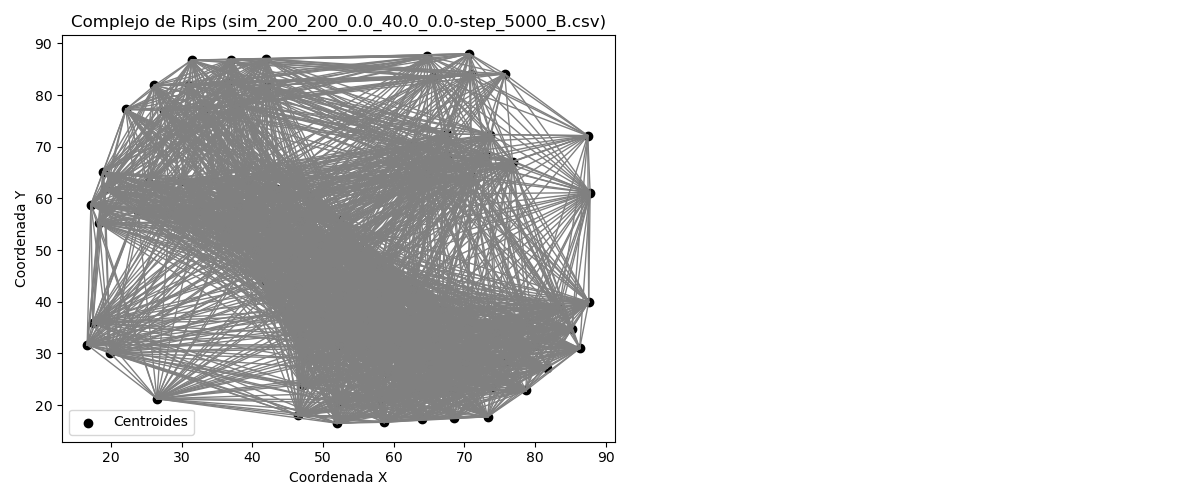 Complejo de Rips (sim_200_200_0.0_40.0_0.0-step_5000_B.csv)
90
80
70
60
50
40
30
20
Coordenada Y
Centroides
20 30 40 50 60 70 80 90
Coordenada X